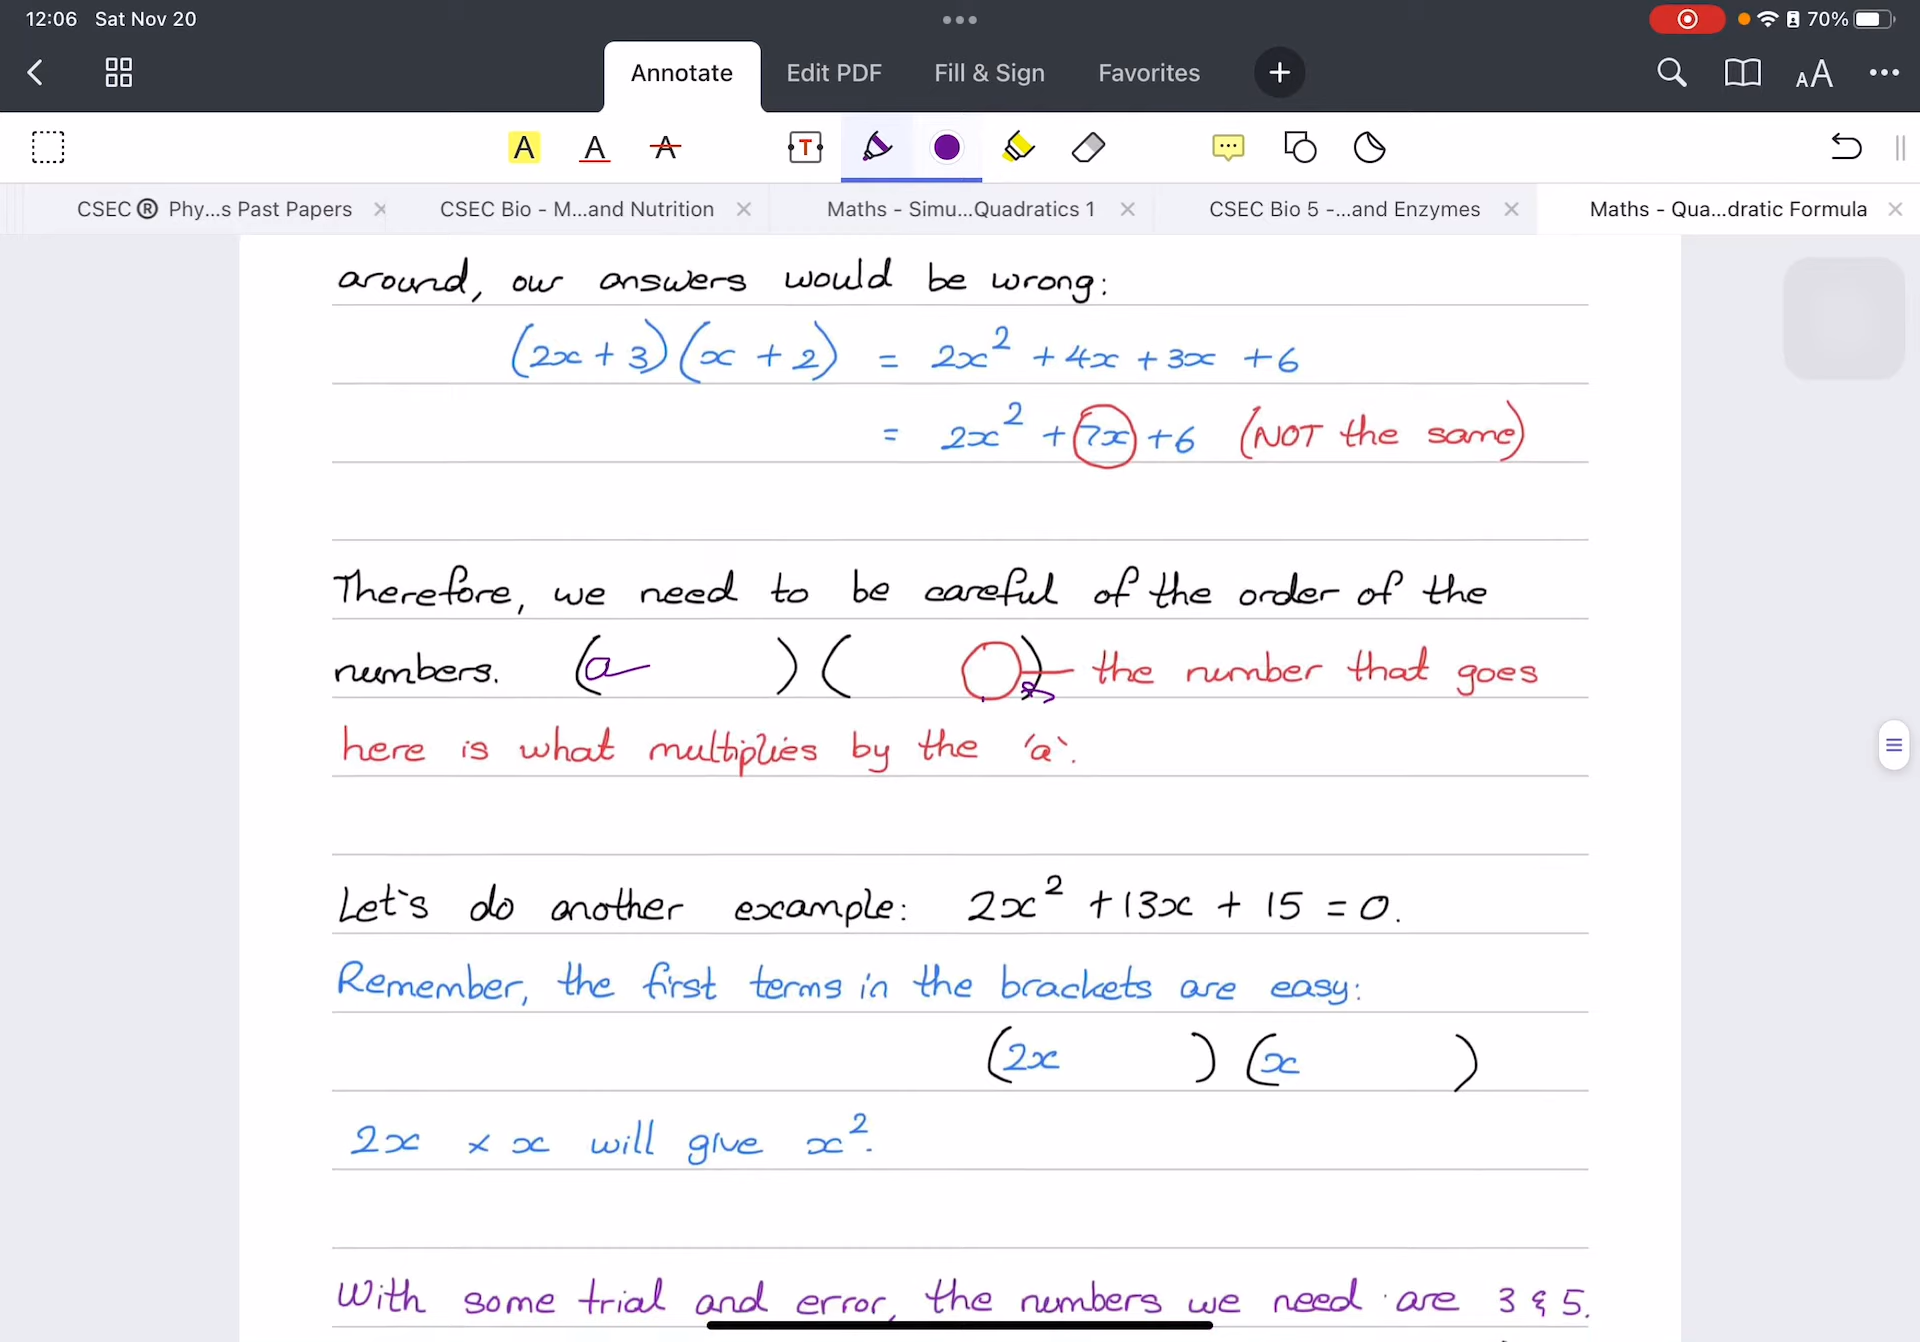 12:06 Sat Nov 20
70%
Annotate Edit PDF Fill & Sign Favorites
AA
A A A T
CSEC® Phy...s Past Papers CSEC Bio - M...and Nutrition Maths - Simu...Quadratics 1 CSEC Bio 5 -...and Enzymes Maths - Qua...dratic Formula
around, our answers would be wrong:
(2x + 3)(x + 2) = 2x² + 4x + 3x + 6
= 2x² + 7x + 6 (NOT the same)
Therefore, we need to be careful of the order of the
numbers. (a )( ) the number that goes
here is what multiplies by the 'a'.
Let's do another example: 2x² + 13x + 15 = 0.
Remember, the first terms in the brackets are easy:
(2x )(x )
2x × x will give x².
With some trial and error, the numbers we need are 3 & 5.